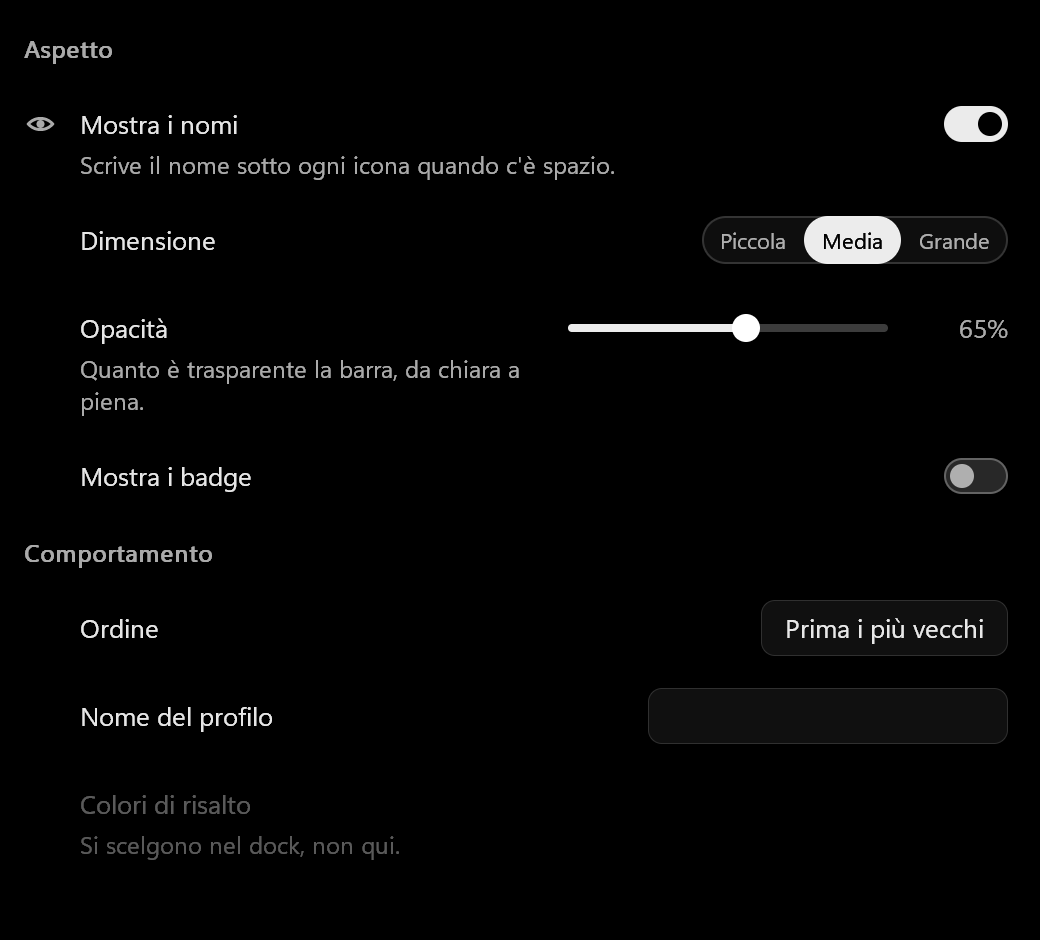 Aspetto
Mostra i nomi
Scrive il nome sotto ogni icona quando c'è spazio.
Dimensione
Piccola Media Grande
Opacità
65%
Quanto è trasparente la barra, da chiara a
piena.
Mostra i badge
Comportamento
Ordine
Prima i più vecchi
Nome del profilo
Colori di risalto
Si scelgono nel dock, non qui.